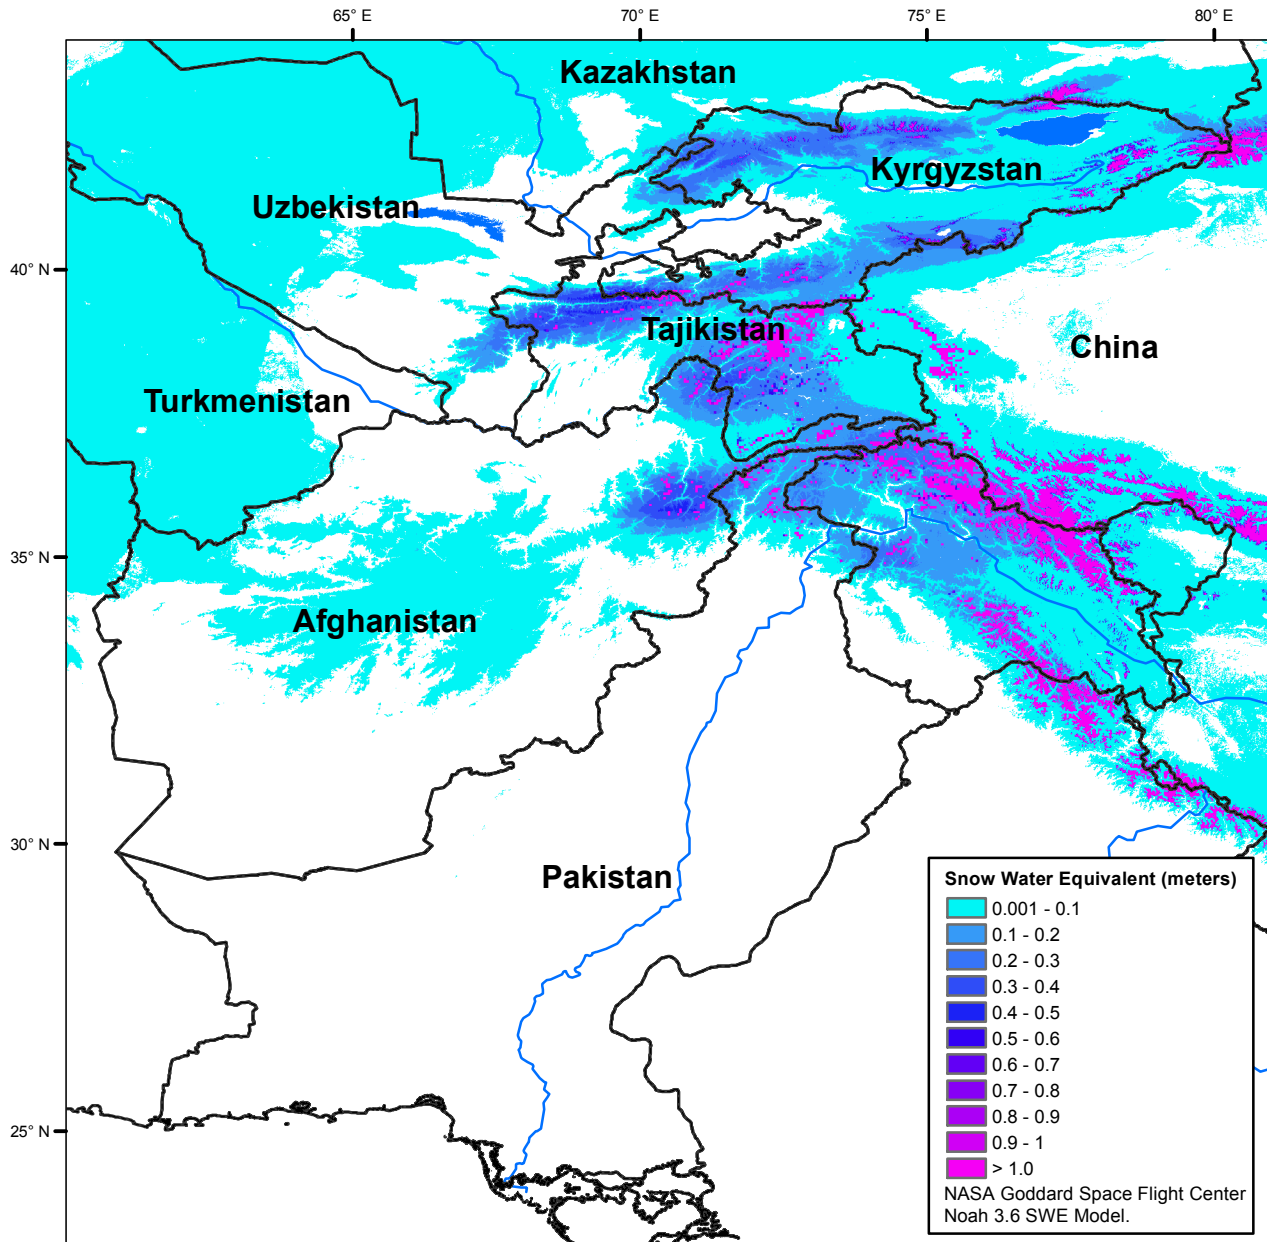 65° E 70° E 75° E 80° E
Kazakhstan
Kyrgyzstan
Uzbekistan
40° N
Tajikistan
China
Turkmenistan
35° N
Afghanistan
30° N
Pakistan
25° N
Snow Water Equivalent (meters)
0.001 - 0.1
0.1 - 0.2
0.2 - 0.3
0.3 - 0.4
0.4 - 0.5
0.5 - 0.6
0.6 - 0.7
0.7 - 0.8
0.8 - 0.9
0.9 - 1
> 1.0
NASA Goddard Space Flight Center
Noah 3.6 SWE Model.